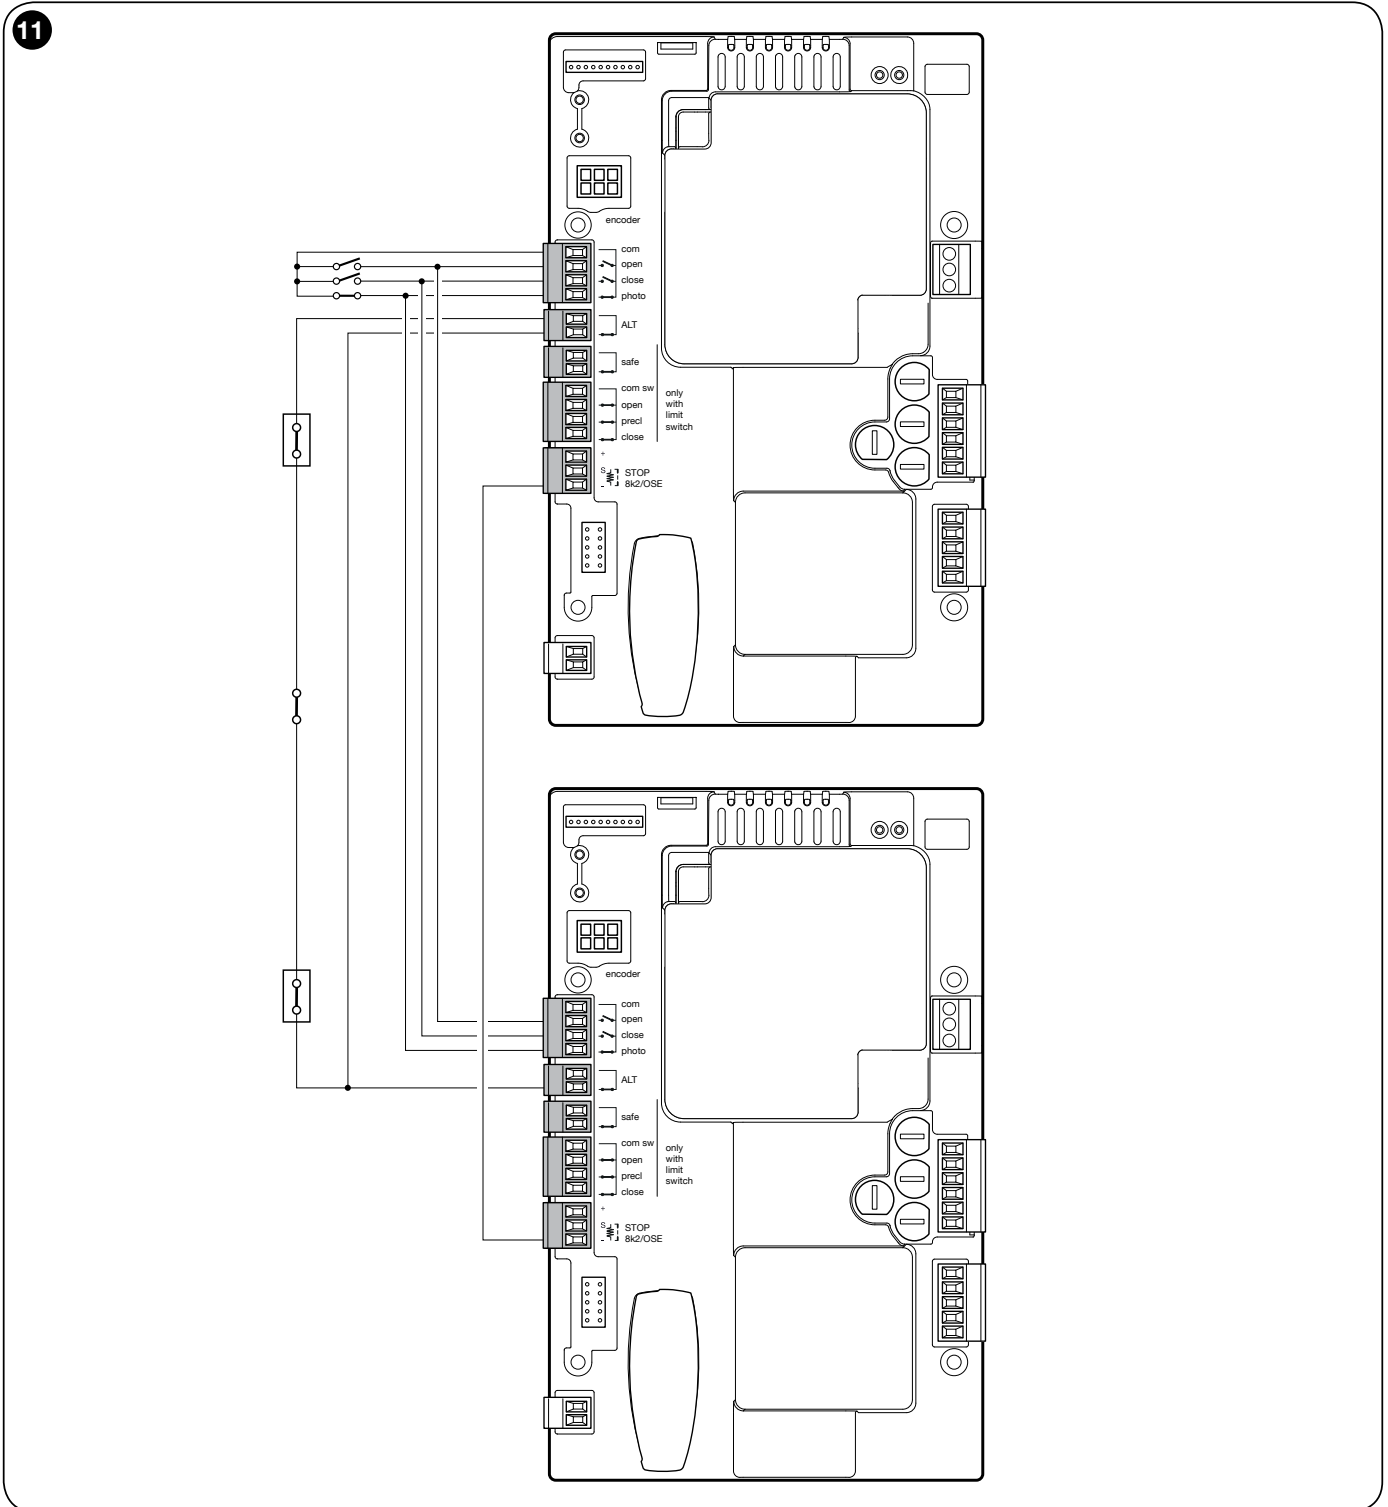 11
encoder
com
open
close
photo
ALT
safe
com sw
open
precl
close
only
with
limit
switch
+
S
-
STOP
8k2/OSE
encoder
com
open
close
photo
ALT
safe
com sw
open
precl
close
only
with
limit
switch
+
S
-
STOP
8k2/OSE